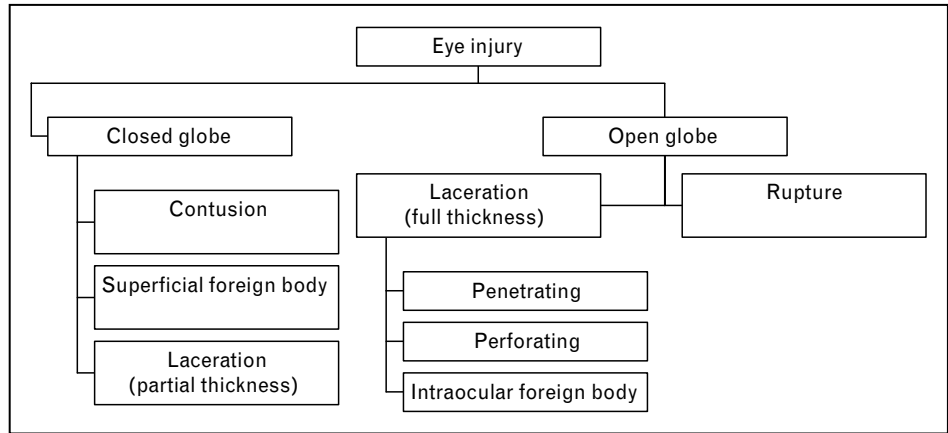 Eye injury
Closed globe
Open globe
Contusion
Superficial foreign body
Laceration
(partial thickness)
Laceration
(full thickness)
Rupture
Penetrating
Perforating
Intraocular foreign body